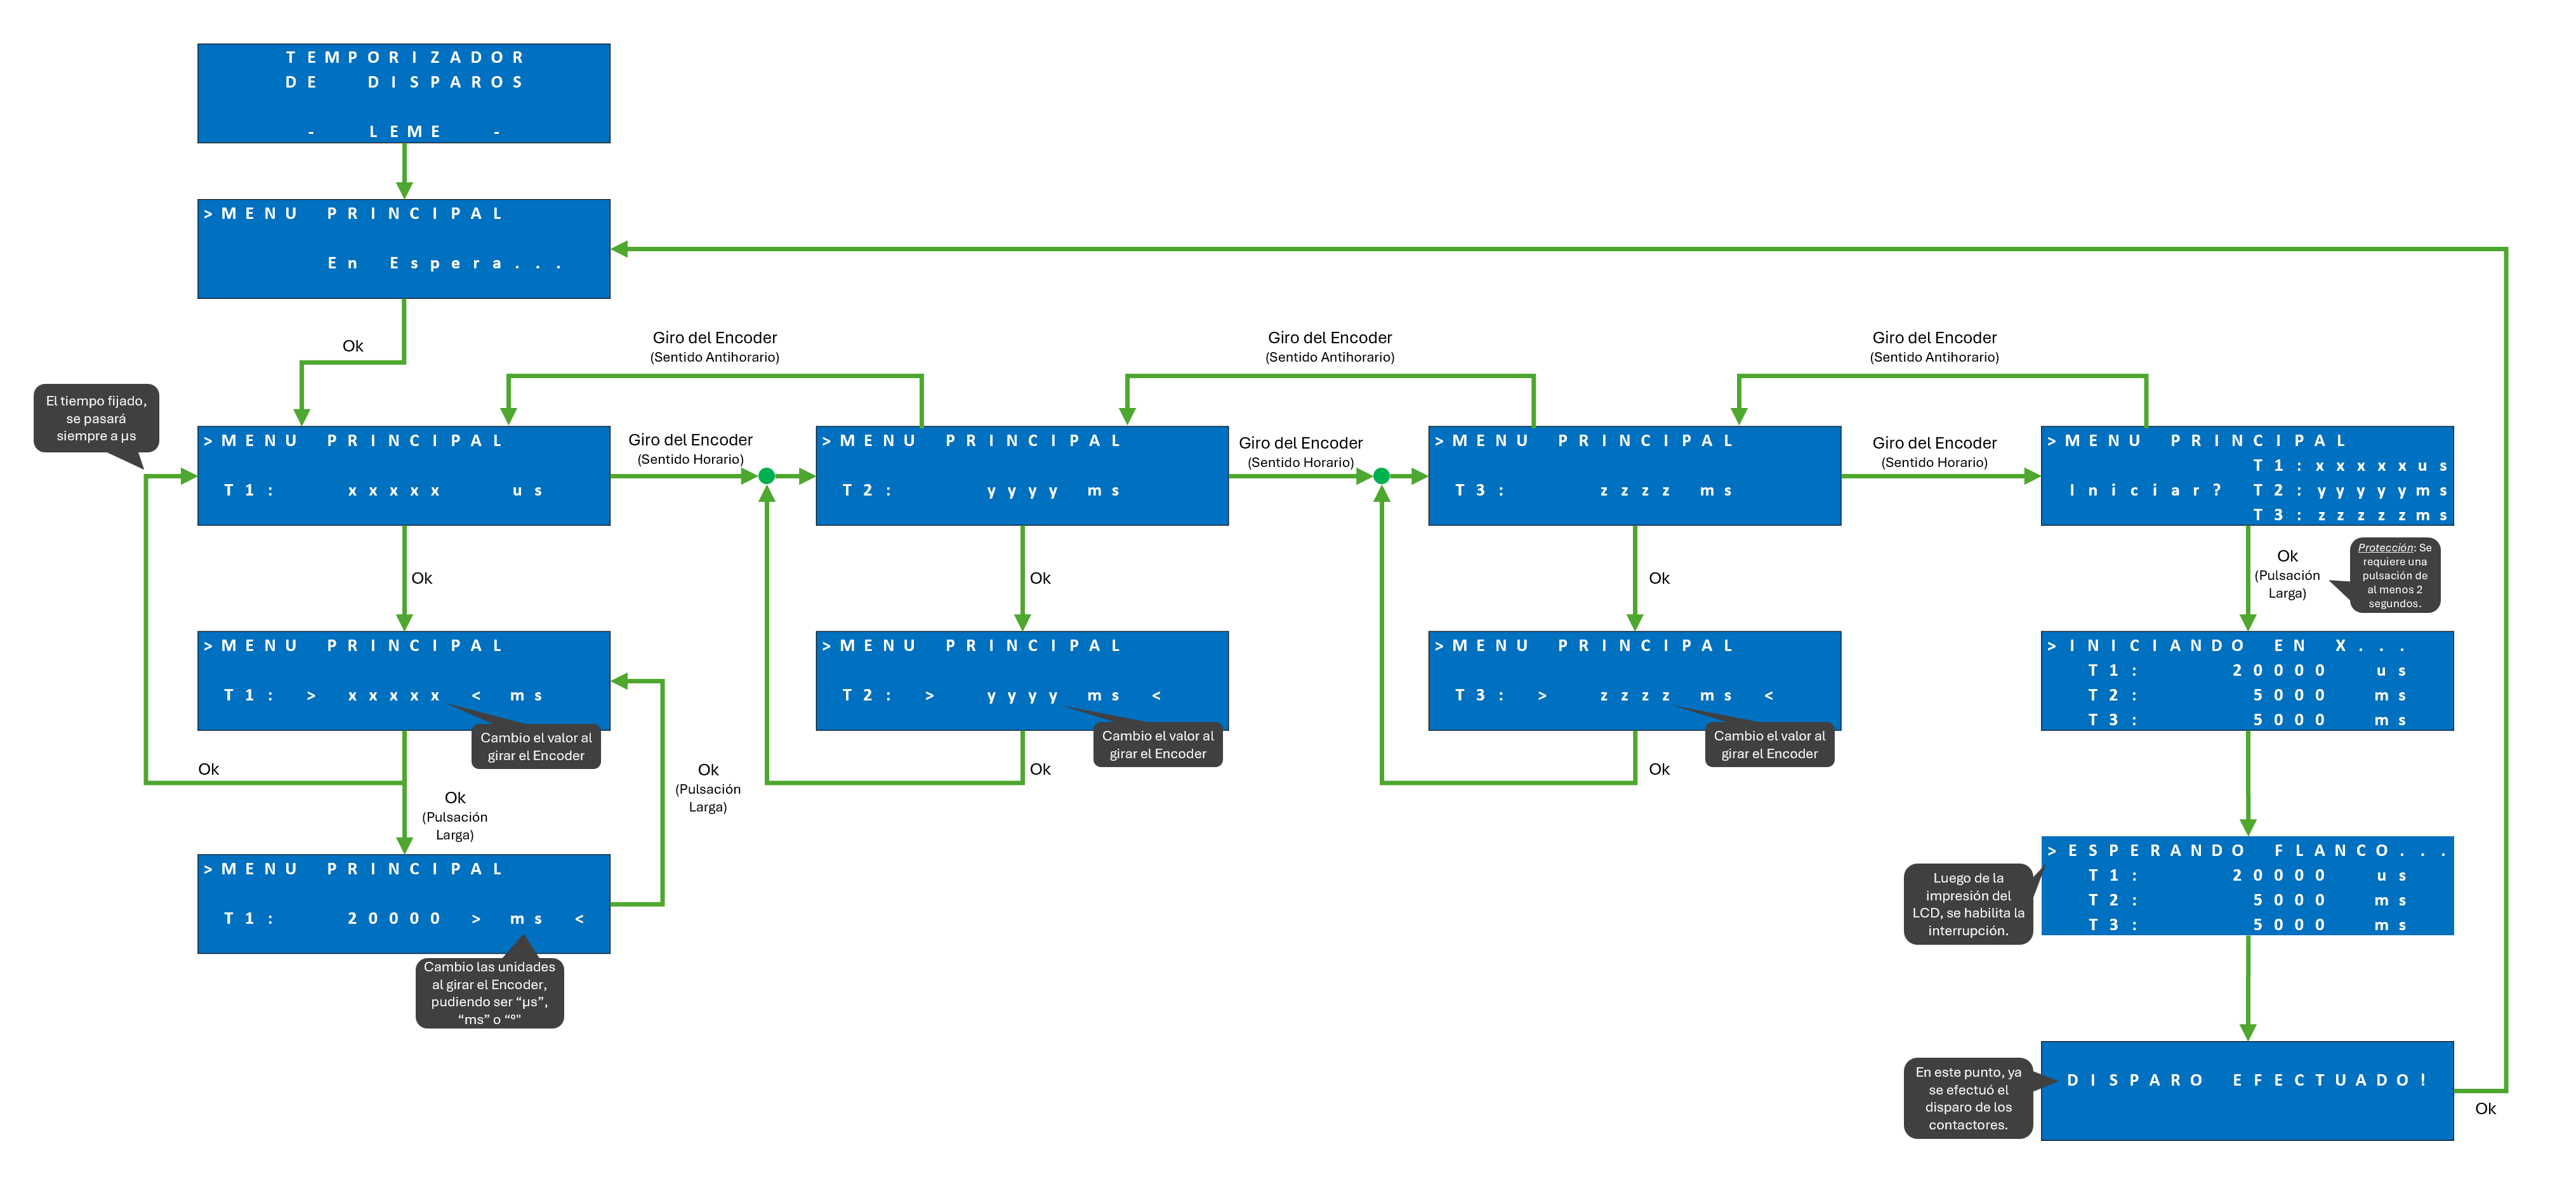 TEMPORIZADOR
DE DISPAROS
- LEME -
>MENU PRINCIPAL
En Espera...
Ok
Giro del Encoder
(Sentido Antihorario)
Giro del Encoder
(Sentido Antihorario)
Giro del Encoder
(Sentido Antihorario)
El tiempo fijado,
se pasará
siempre a µs
>MENU PRINCIPAL
T1: xxxxx us
Giro del Encoder
(Sentido Horario)
>MENU PRINCIPAL
T2: yyyy ms
Giro del Encoder
(Sentido Horario)
>MENU PRINCIPAL
T3: zzzz ms
Giro del Encoder
(Sentido Horario)
>MENU PRINCIPAL
T1:xxxxxus
Iniciar? T2:yyyyyms
T3:zzzzzms
Ok
Ok
Ok
Ok
(Pulsación
Larga)
Protección: Se
requiere una
pulsación de
al menos 2
segundos.
>MENU PRINCIPAL
T1: > xxxxx < ms
Cambio el valor al
girar el Encoder
>MENU PRINCIPAL
T2: > yyyy ms <
Cambio el valor al
girar el Encoder
>MENU PRINCIPAL
T3: > zzzz ms <
Cambio el valor al
girar el Encoder
>INICIANDO EN X...
T1: 20000 us
T2: 5000 ms
T3: 5000 ms
Ok
Ok
(Pulsación
Larga)
Ok
(Pulsación
Larga)
Ok
Ok
>MENU PRINCIPAL
T1: 20000 > ms <
Cambio las unidades
al girar el Encoder,
pudiendo ser “µs”,
“ms” o “°"
>ESPERANDO FLANCO...
T1: 20000 us
T2: 5000 ms
T3: 5000 ms
Luego de la
impresión del
LCD, se habilita la
interrupción.
DISPARO EFECTUADO!
En este punto, ya
se efectuó el
disparo de los
contactores.
Ok